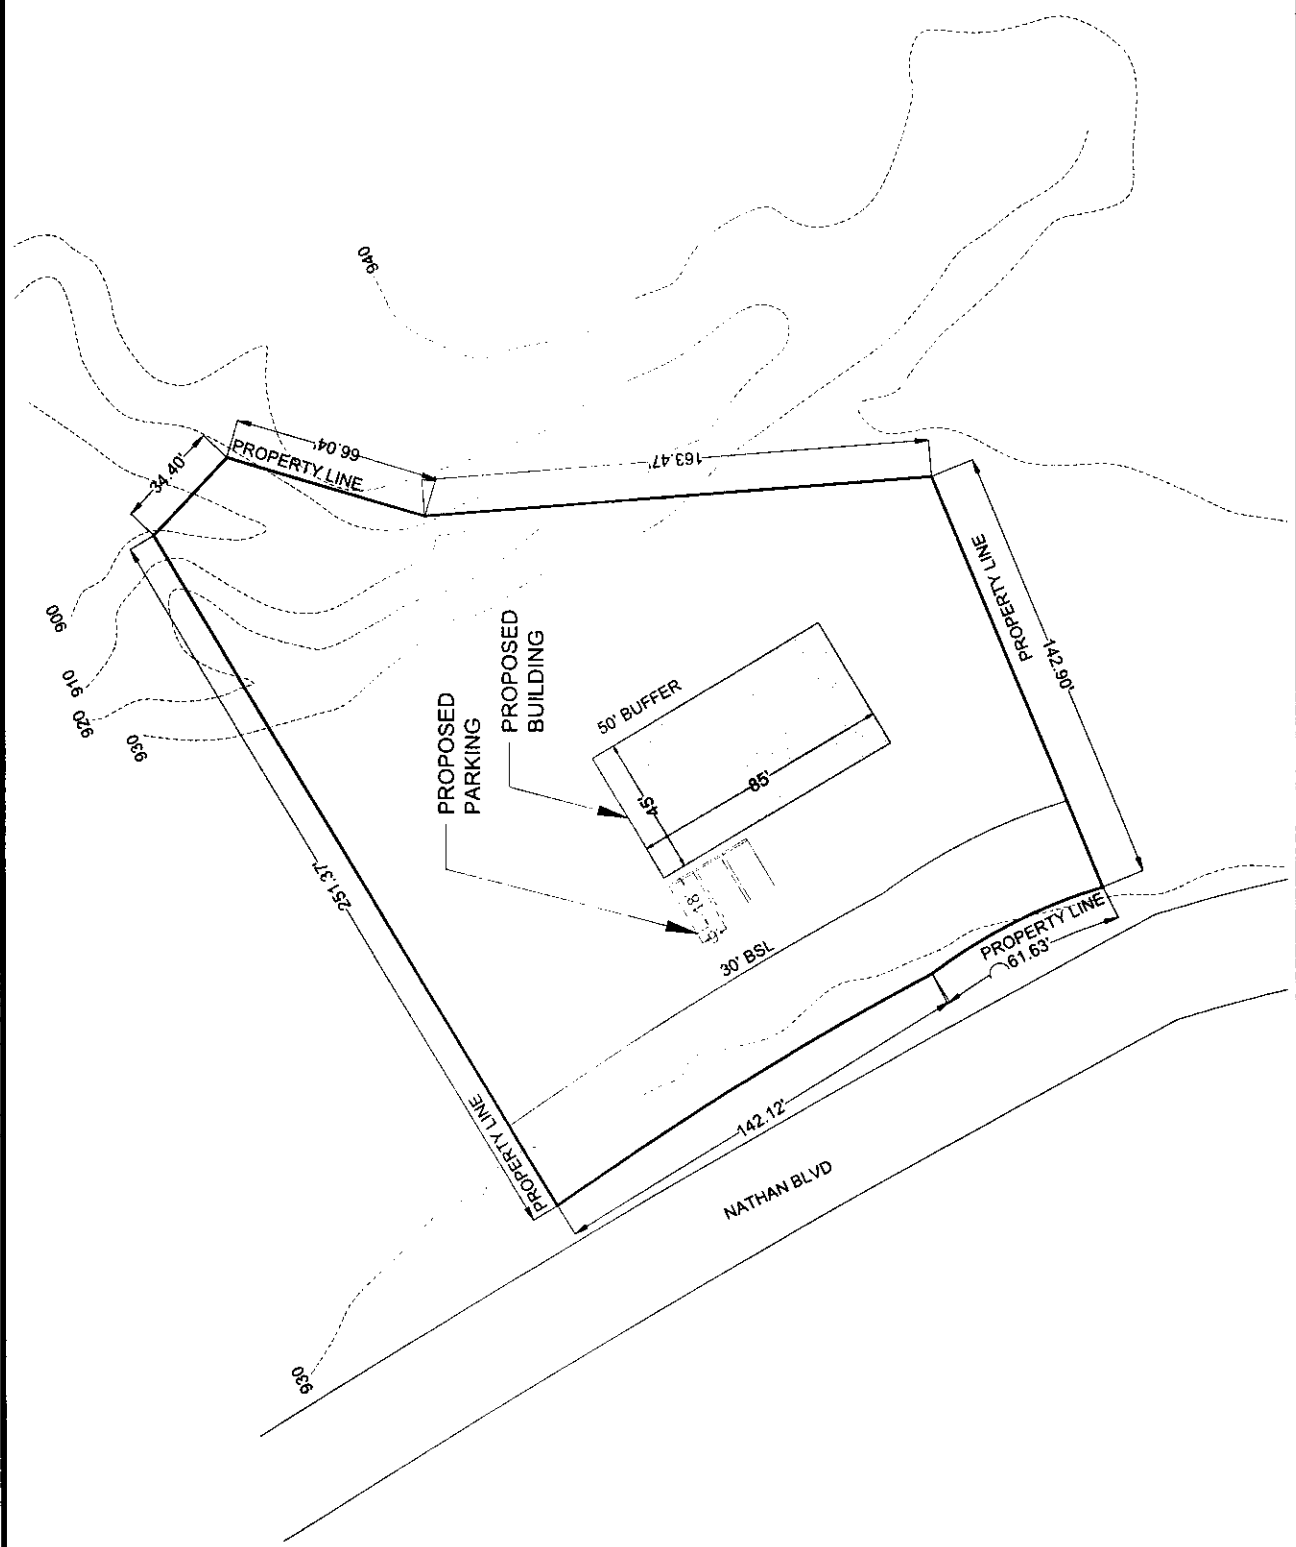 940
34.40'
PROPERTY LINE
66.04'
163.47'
900
910
920
930
PROPERTY LINE
142.90'
PROPOSED
BUILDING
PROPOSED
PARKING
50' BUFFER
45'
85'
18
9
251.37'
30' BSL
PROPERTY LINE
61.63'
PROPERTY LINE
142.12'
NATHAN BLVD
930